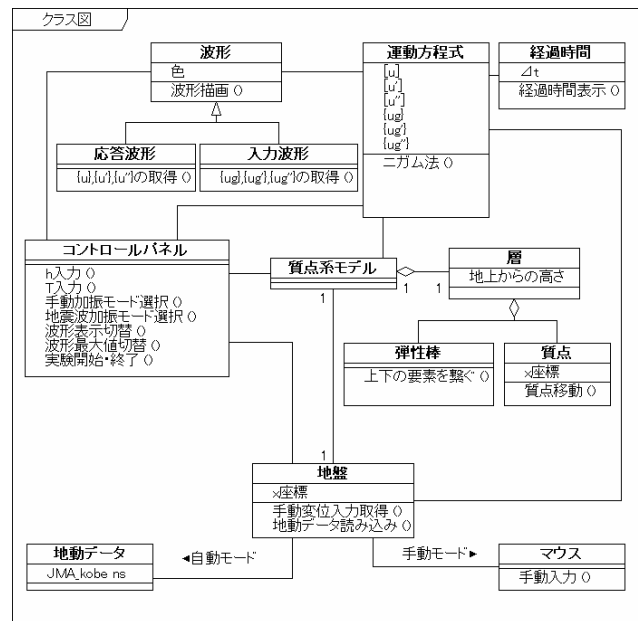 クラス図
波形
色
波形描画 ()
運動方程式
[u]
[u']
[u'']
{ug}
{ug'}
{ug''}
ニガム法 ()
経過時間
⊿t
経過時間表示 ()
応答波形
{u},{u'},{u''}の取得 ()
入力波形
{ug},{ug'},{ug''}の取得 ()
コントロールパネル
h入力 ()
T入力 ()
手動加振モード選択 ()
地震波加振モード選択 ()
波形表示切替 ()
波形最大値切替 ()
実験開始・終了 ()
質点系モデル
1
1
1
層
地上からの高さ
弾性棒
上下の要素を繋ぐ ()
質点
x座標
質点移動 ()
1
地盤
x座標
手動変位入力取得 ()
地動データ読み込み ()
地動データ
JMA_kobe ns
◄自動モード
手動モード►
マウス
手動入力 ()